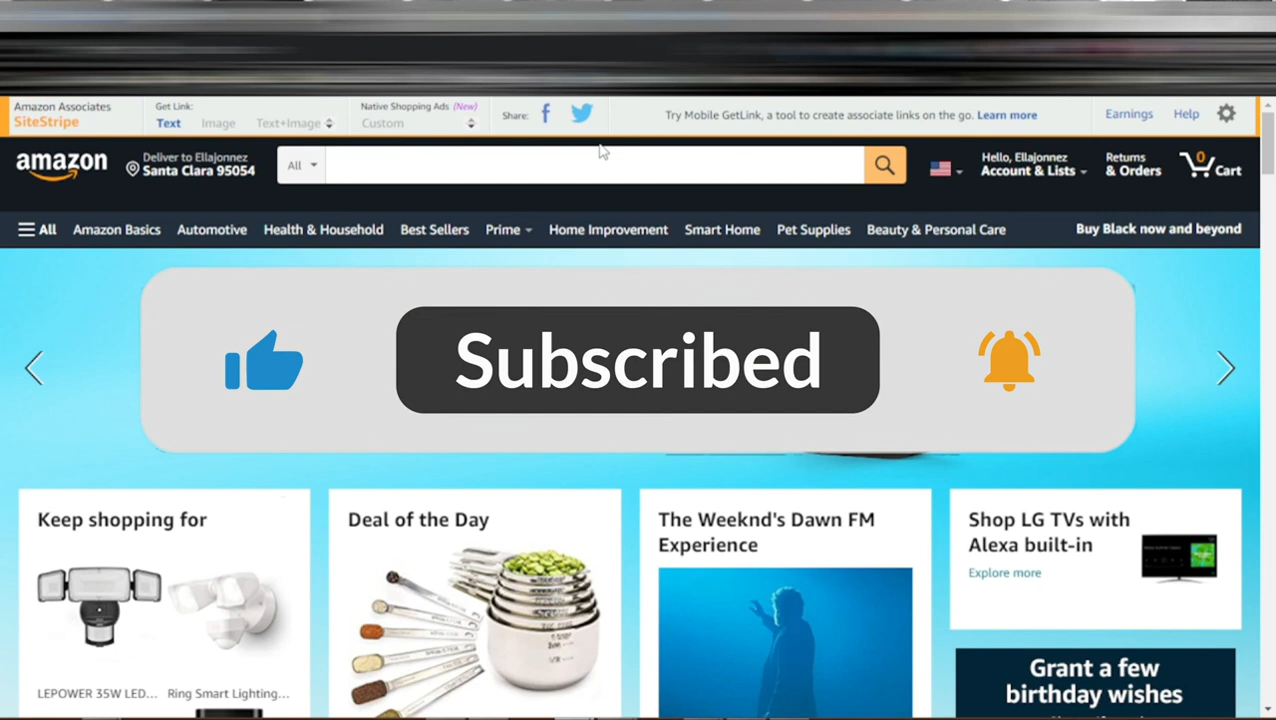 Amazon Associates
SiteStripe
Get Link:
Text Image Text+Image
Native Shopping Ads (New)
Custom
Share:
Try Mobile GetLink, a tool to create associate links on the go. Learn more
Earnings Help
amazon
Deliver to Ellajonnez
Santa Clara 95054
All
Hello, Ellajonnez
Account & Lists
Returns
& Orders
0
Cart
All Amazon Basics Automotive Health & Household Best Sellers Prime Home Improvement Smart Home Pet Supplies Beauty & Personal Care Buy Black now and beyond
Subscribed
Keep shopping for
LEPOWER 35W LED...
Ring Smart Lighting...
Deal of the Day
The Weeknd's Dawn FM
Experience
Shop LG TVs with
Alexa built-in
Explore more
Grant a few
birthday wishes